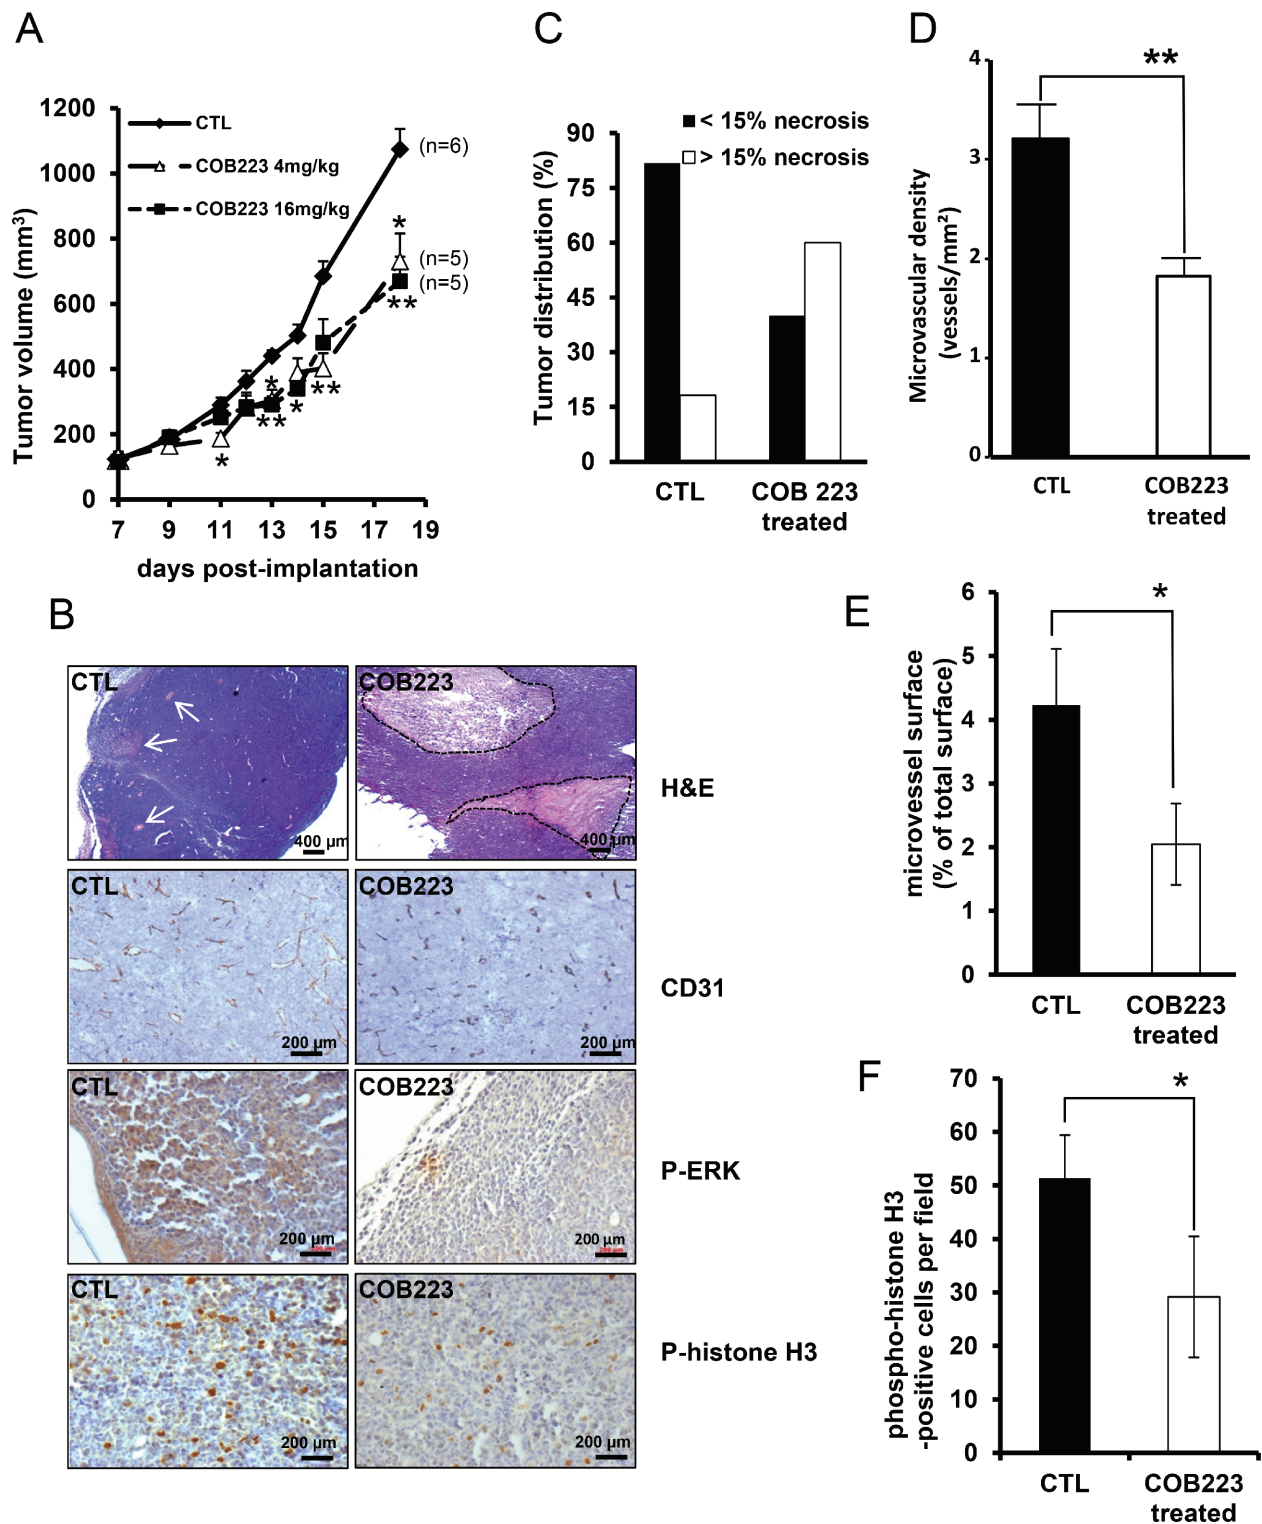 A
1200
1000
800
600
400
200
0
Tumor volume (mm³)
CTL
COB223 4mg/kg
COB223 16mg/kg
(n=6)
*
(n=5)
(n=5)
**
*
**
*
**
*
7 9 11 13 15 17 19
days post-implantation
C
< 15% necrosis
> 15% necrosis
90
75
60
45
30
15
0
Tumor distribution (%)
CTL
COB 223
treated
D
**
4
3
2
1
0
Microvascular density
(vessels/mm²)
CTL
COB223
treated
B
CTL
400 µm
COB223
400 µm
H&E
CTL
200 µm
COB223
200 µm
CD31
CTL
200 µm
200 µm
COB223
200 µm
200 µm
P-ERK
CTL
200 µm
COB223
200 µm
P-histone H3
E
*
6
5
4
3
2
1
0
microvessel surface
(% of total surface)
CTL
COB223
treated
F
*
70
60
50
40
30
20
10
0
phospho-histone H3
-positive cells per field
CTL
COB223
treated